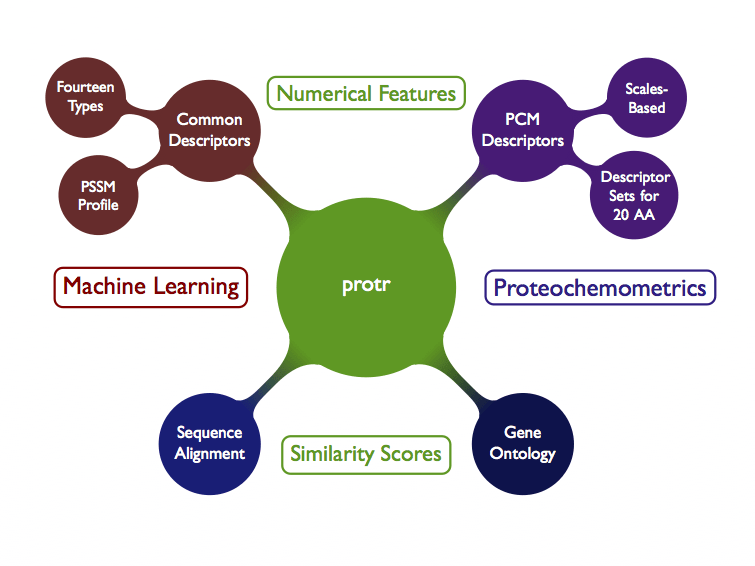 Fourteen
Types
Common
Descriptors
PSSM
Profile
Numerical Features
PCM
Descriptors
Scales-
Based
Descriptor
Sets for
20 AA
Machine Learning
protr
Proteochemometrics
Sequence
Alignment
Similarity Scores
Gene
Ontology